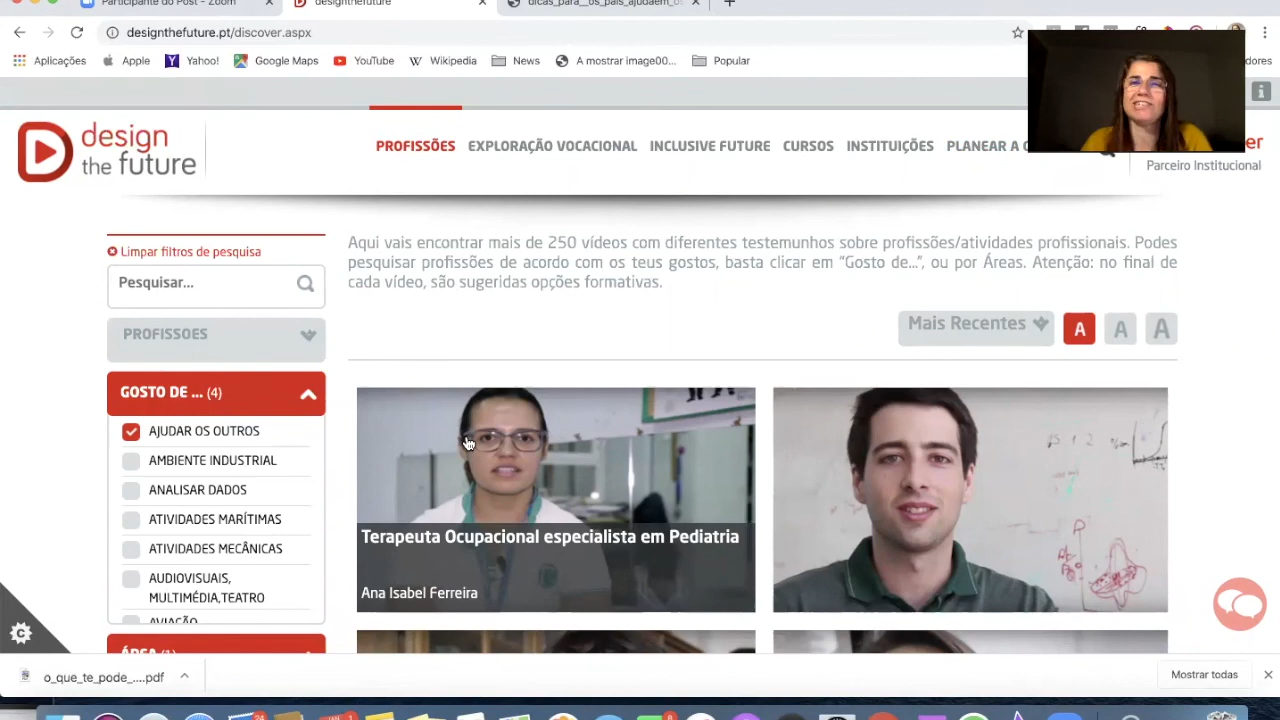 Participante do Post - Zoom
designthefuture
dicas_para__os_pais_ajudaem_os
designthefuture.pt/discover.aspx
Aplicações
Apple
Yahoo!
Google Maps
YouTube
Wikipedia
News
A mostrar image00...
Popular
design
the future
PROFISSÕES
EXPLORAÇÃO VOCACIONAL
INCLUSIVE FUTURE
CURSOS
INSTITUIÇÕES
PLANEAR A
Parceiro Institucional
Limpar filtros de pesquisa
Pesquisar...
PROFISSOES
GOSTO DE ... (4)
AJUDAR OS OUTROS
AMBIENTE INDUSTRIAL
ANALISAR DADOS
ATIVIDADES MARÍTIMAS
ATIVIDADES MECÂNICAS
AUDIOVISUAIS,
MULTIMÉDIA,TEATRO
AVIAÇÃO
ÁREA (1)
Aqui vais encontrar mais de 250 vídeos com diferentes testemunhos sobre profissões/atividades profissionais. Podes
pesquisar profissões de acordo com os teus gostos, basta clicar em "Gosto de...", ou por Áreas. Atenção: no final de
cada vídeo, são sugeridas opções formativas.
Mais Recentes
A A A
Terapeuta Ocupacional especialista em Pediatria
Ana Isabel Ferreira
o_que_te_pode_....pdf
Mostrar todas